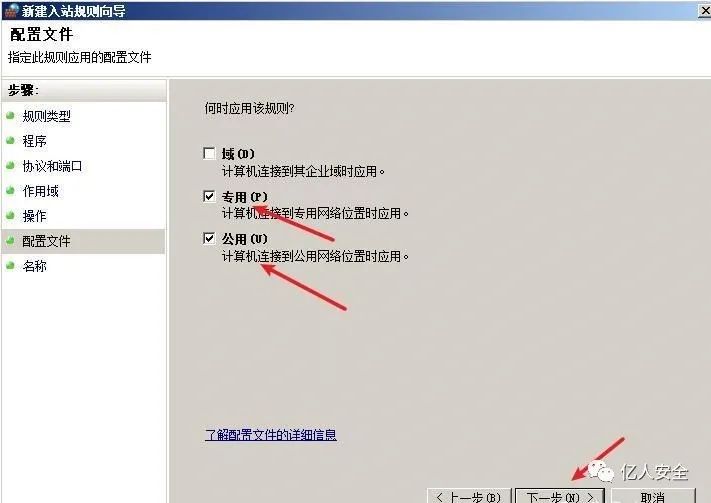 新建入站规则向导
配置文件
指定此规则应用的配置文件
步骤:
规则类型
程序
协议和端口
作用域
操作
配置文件
名称
何时应用该规则?
域(D)
计算机连接到其企业域时应用。
专用(P)
计算机连接到专用网络位置时应用。
公用(U)
计算机连接到公用网络位置时应用。
了解配置文件的详细信息
亿人安全
< 上一步(B)
下一步(N) >
取消